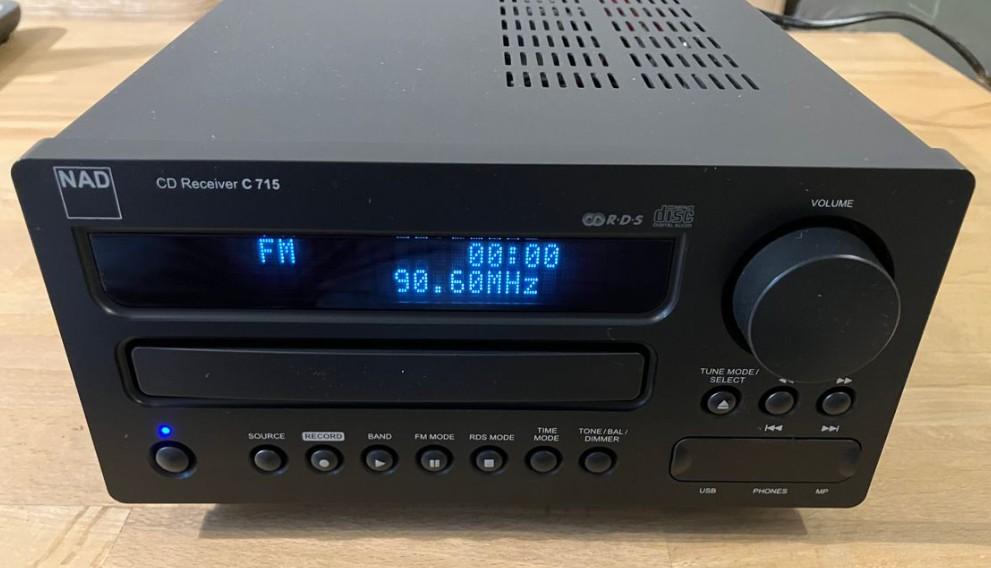 NAD
CD Receiver C 715
R·D·S
disc
DIGITAL AUDIO
VOLUME
FM 00:00
90.60MHz
TUNE MODE/
SELECT
SOURCE
RECORD
BAND
FM MODE
RDS MODE
TIME
MODE
TONE/BAL/
DIMMER
USB
PHONES
MP